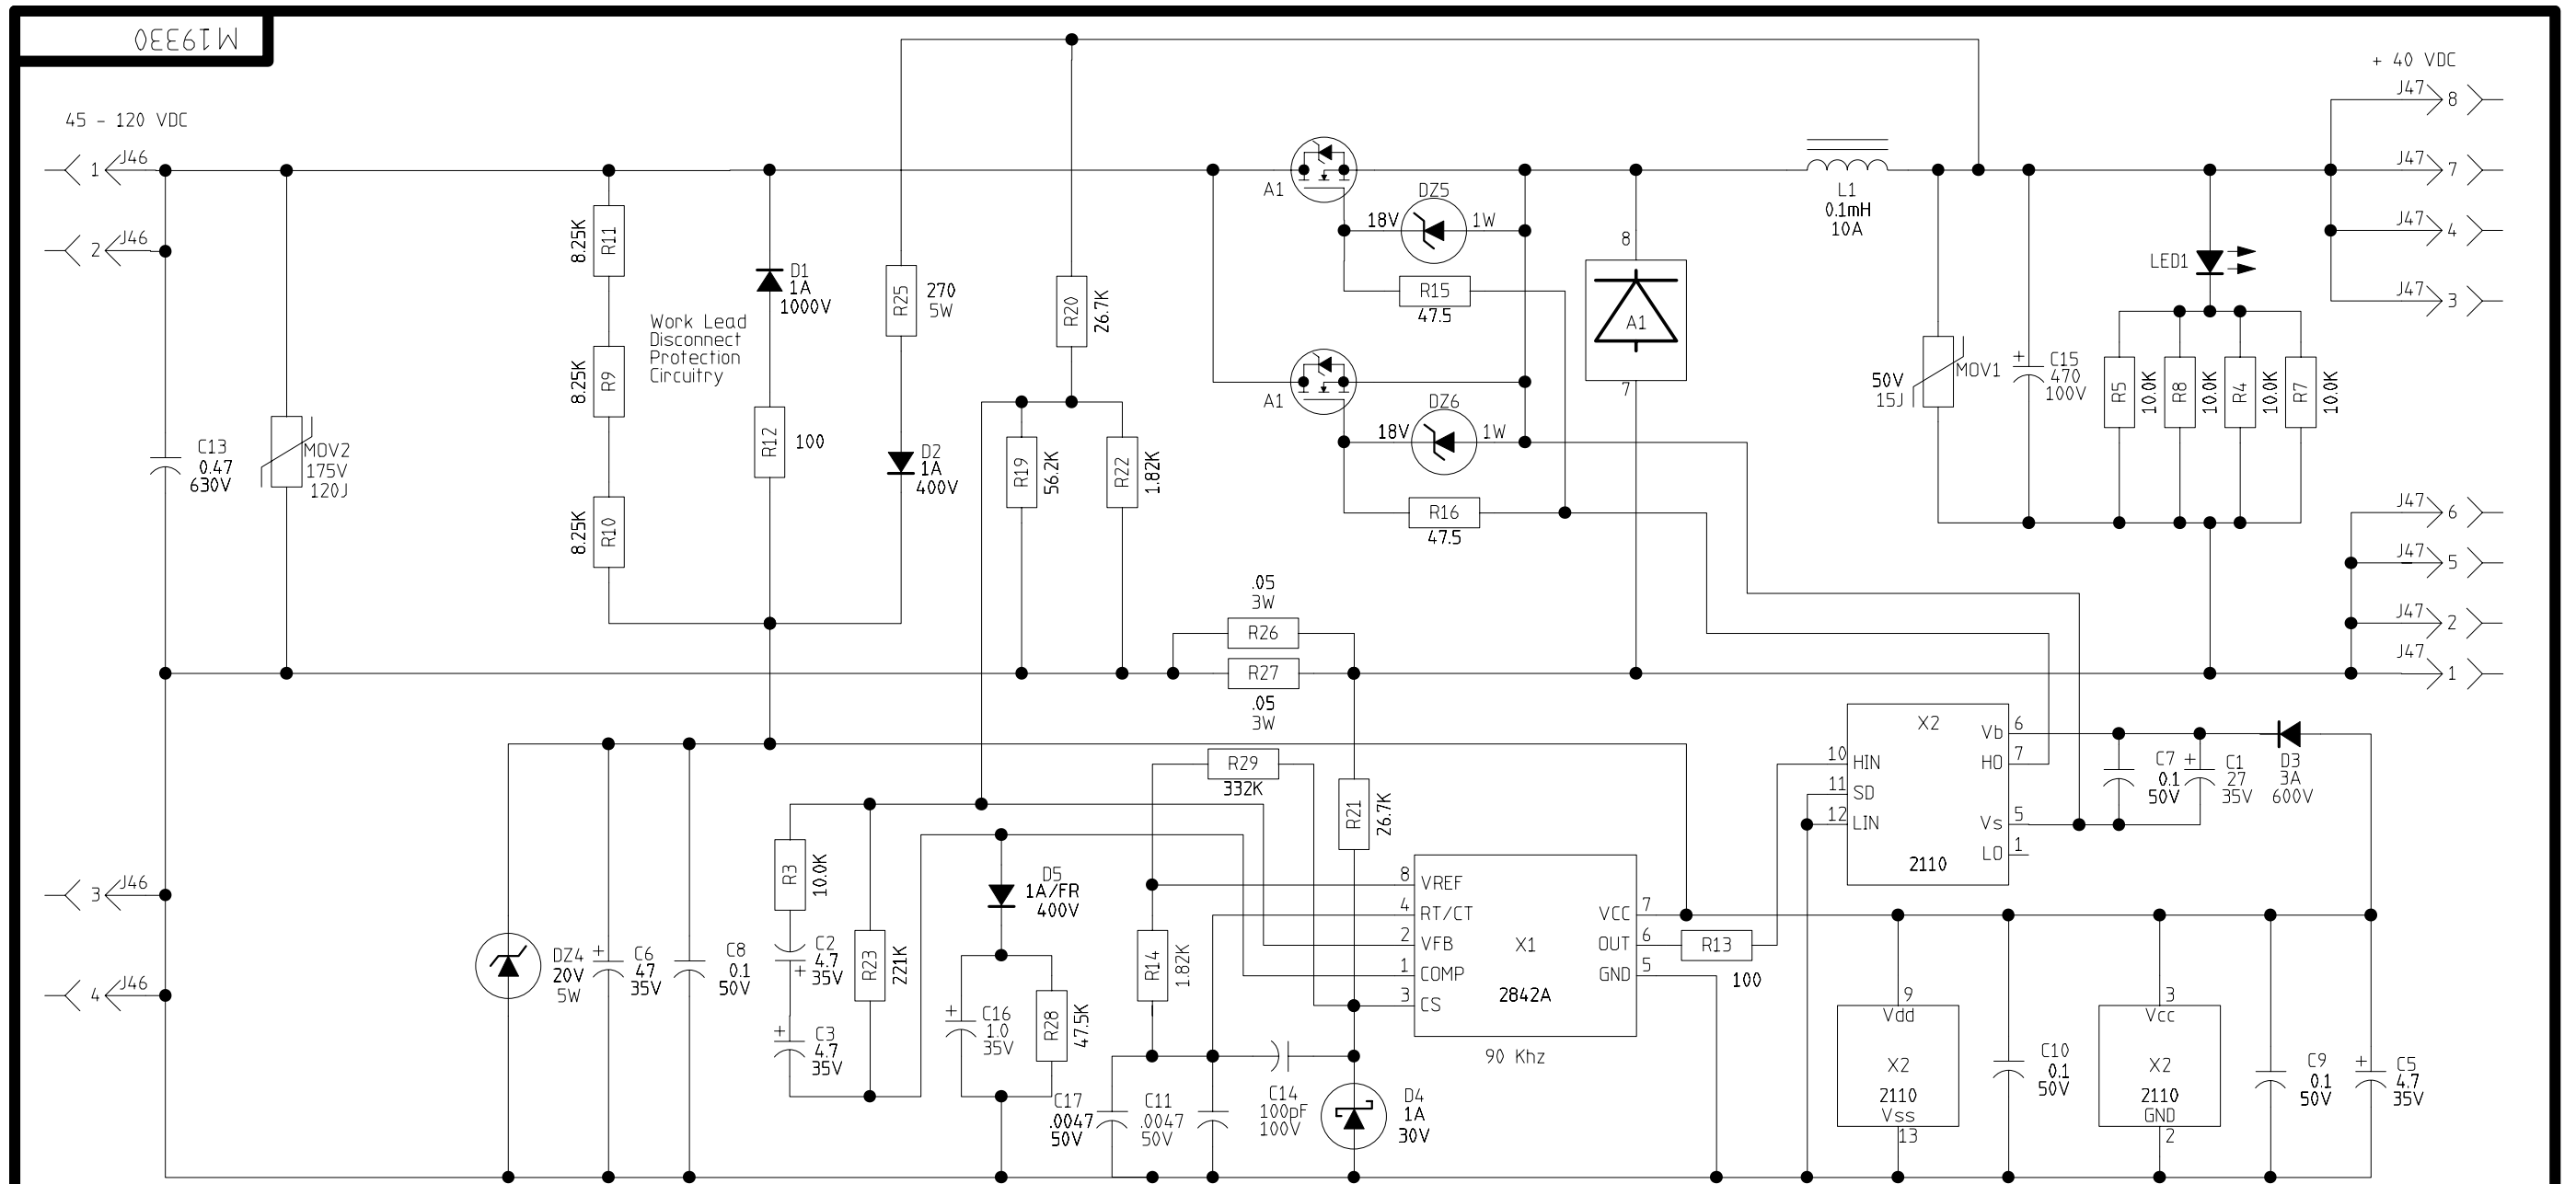 M19330
45 - 120 VDC
+ 40 VDC
1
J46
2
J46
3
J46
4
J46
J47
8
J47
7
J47
4
J47
3
J47
6
J47
5
J47
2
J47
1
C13
0.47
630V
MOV2
175V
120J
8.25K
R11
8.25K
R9
8.25K
R10
Work Lead
Disconnect
Protection
Circuitry
D1
1A
1000V
R12
100
R25
270
5W
D2
1A
400V
R20
26.7K
R19
56.2K
R22
1.82K
A1
DZ5
18V
1W
R15
47.5
A1
DZ6
18V
1W
R16
47.5
8
A1
7
L1
0.1mH
10A
50V
15J
MOV1
+
C15
470
100V
LED1
R5
10.0K
R8
10.0K
R4
10.0K
R7
10.0K
.05
3W
R26
R27
.05
3W
R29
332K
R21
26.7K
DZ4
20V
5W
+
C6
47
35V
C8
0.1
50V
R3
10.0K
C2
4.7
35V
+
+
C3
4.7
35V
R23
221K
D5
1A/FR
400V
+
C16
1.0
35V
R28
47.5K
R14
1.82K
C17
.0047
50V
C11
.0047
50V
C14
100pF
100V
D4
1A
30V
8
VREF
4
RT/CT
2
VFB
1
COMP
3
CS
VCC
7
OUT
6
GND
5
X1
2842A
90 Khz
R13
100
X2
10
HIN
11
SD
12
LIN
Vb
6
HO
7
Vs
5
LO
1
2110
C7
0.1
50V
+
C1
27
35V
D3
3A
600V
9
Vdd
X2
2110
Vss
13
C10
0.1
50V
3
Vcc
X2
2110
GND
2
C9
0.1
50V
+
C5
4.7
35V